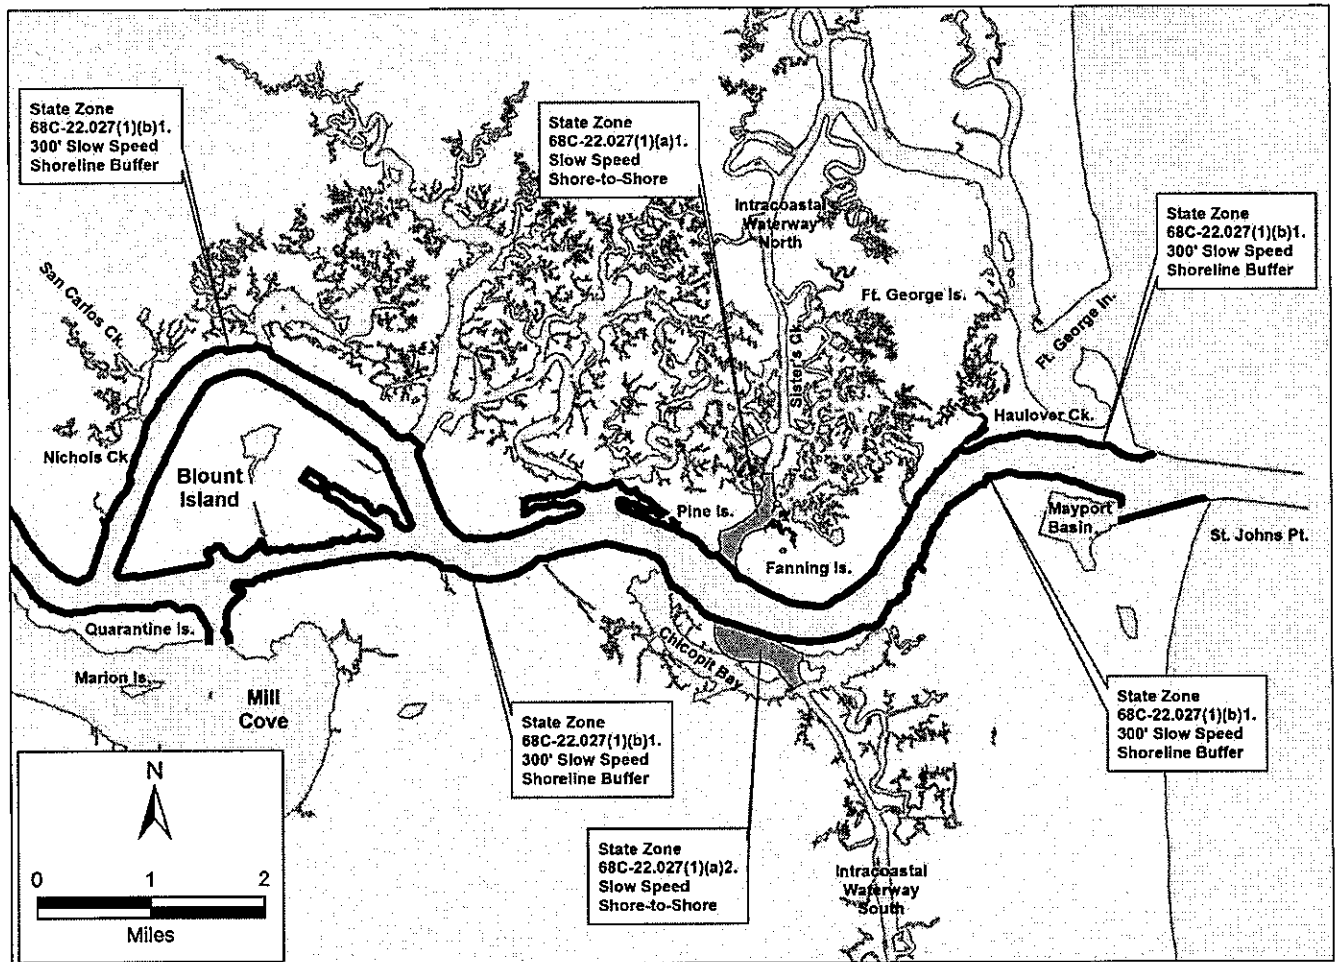 State Zone
68C-22.027(1)(b)1.
300' Slow Speed
Shoreline Buffer
State Zone
68C-22.027(1)(a)1.
Slow Speed
Shore-to-Shore
State Zone
68C-22.027(1)(b)1.
300' Slow Speed
Shoreline Buffer
Intracoastal
Waterway
North
San Carlos Ck.
Ft. George Is.
Ft. George In.
Sisters Ck.
Haulover Ck.
Nichols Ck
Blount
Island
Pine Is.
Mayport
Basin
St. Johns Pt.
Fanning Is.
Quarantine Is.
Chicopit Bay
Marion Is.
Mill
Cove
State Zone
68C-22.027(1)(b)1.
300' Slow Speed
Shoreline Buffer
State Zone
68C-22.027(1)(b)1.
300' Slow Speed
Shoreline Buffer
State Zone
68C-22.027(1)(a)2.
Slow Speed
Shore-to-Shore
Intracoastal
Waterway
South
N
0 1 2
Miles